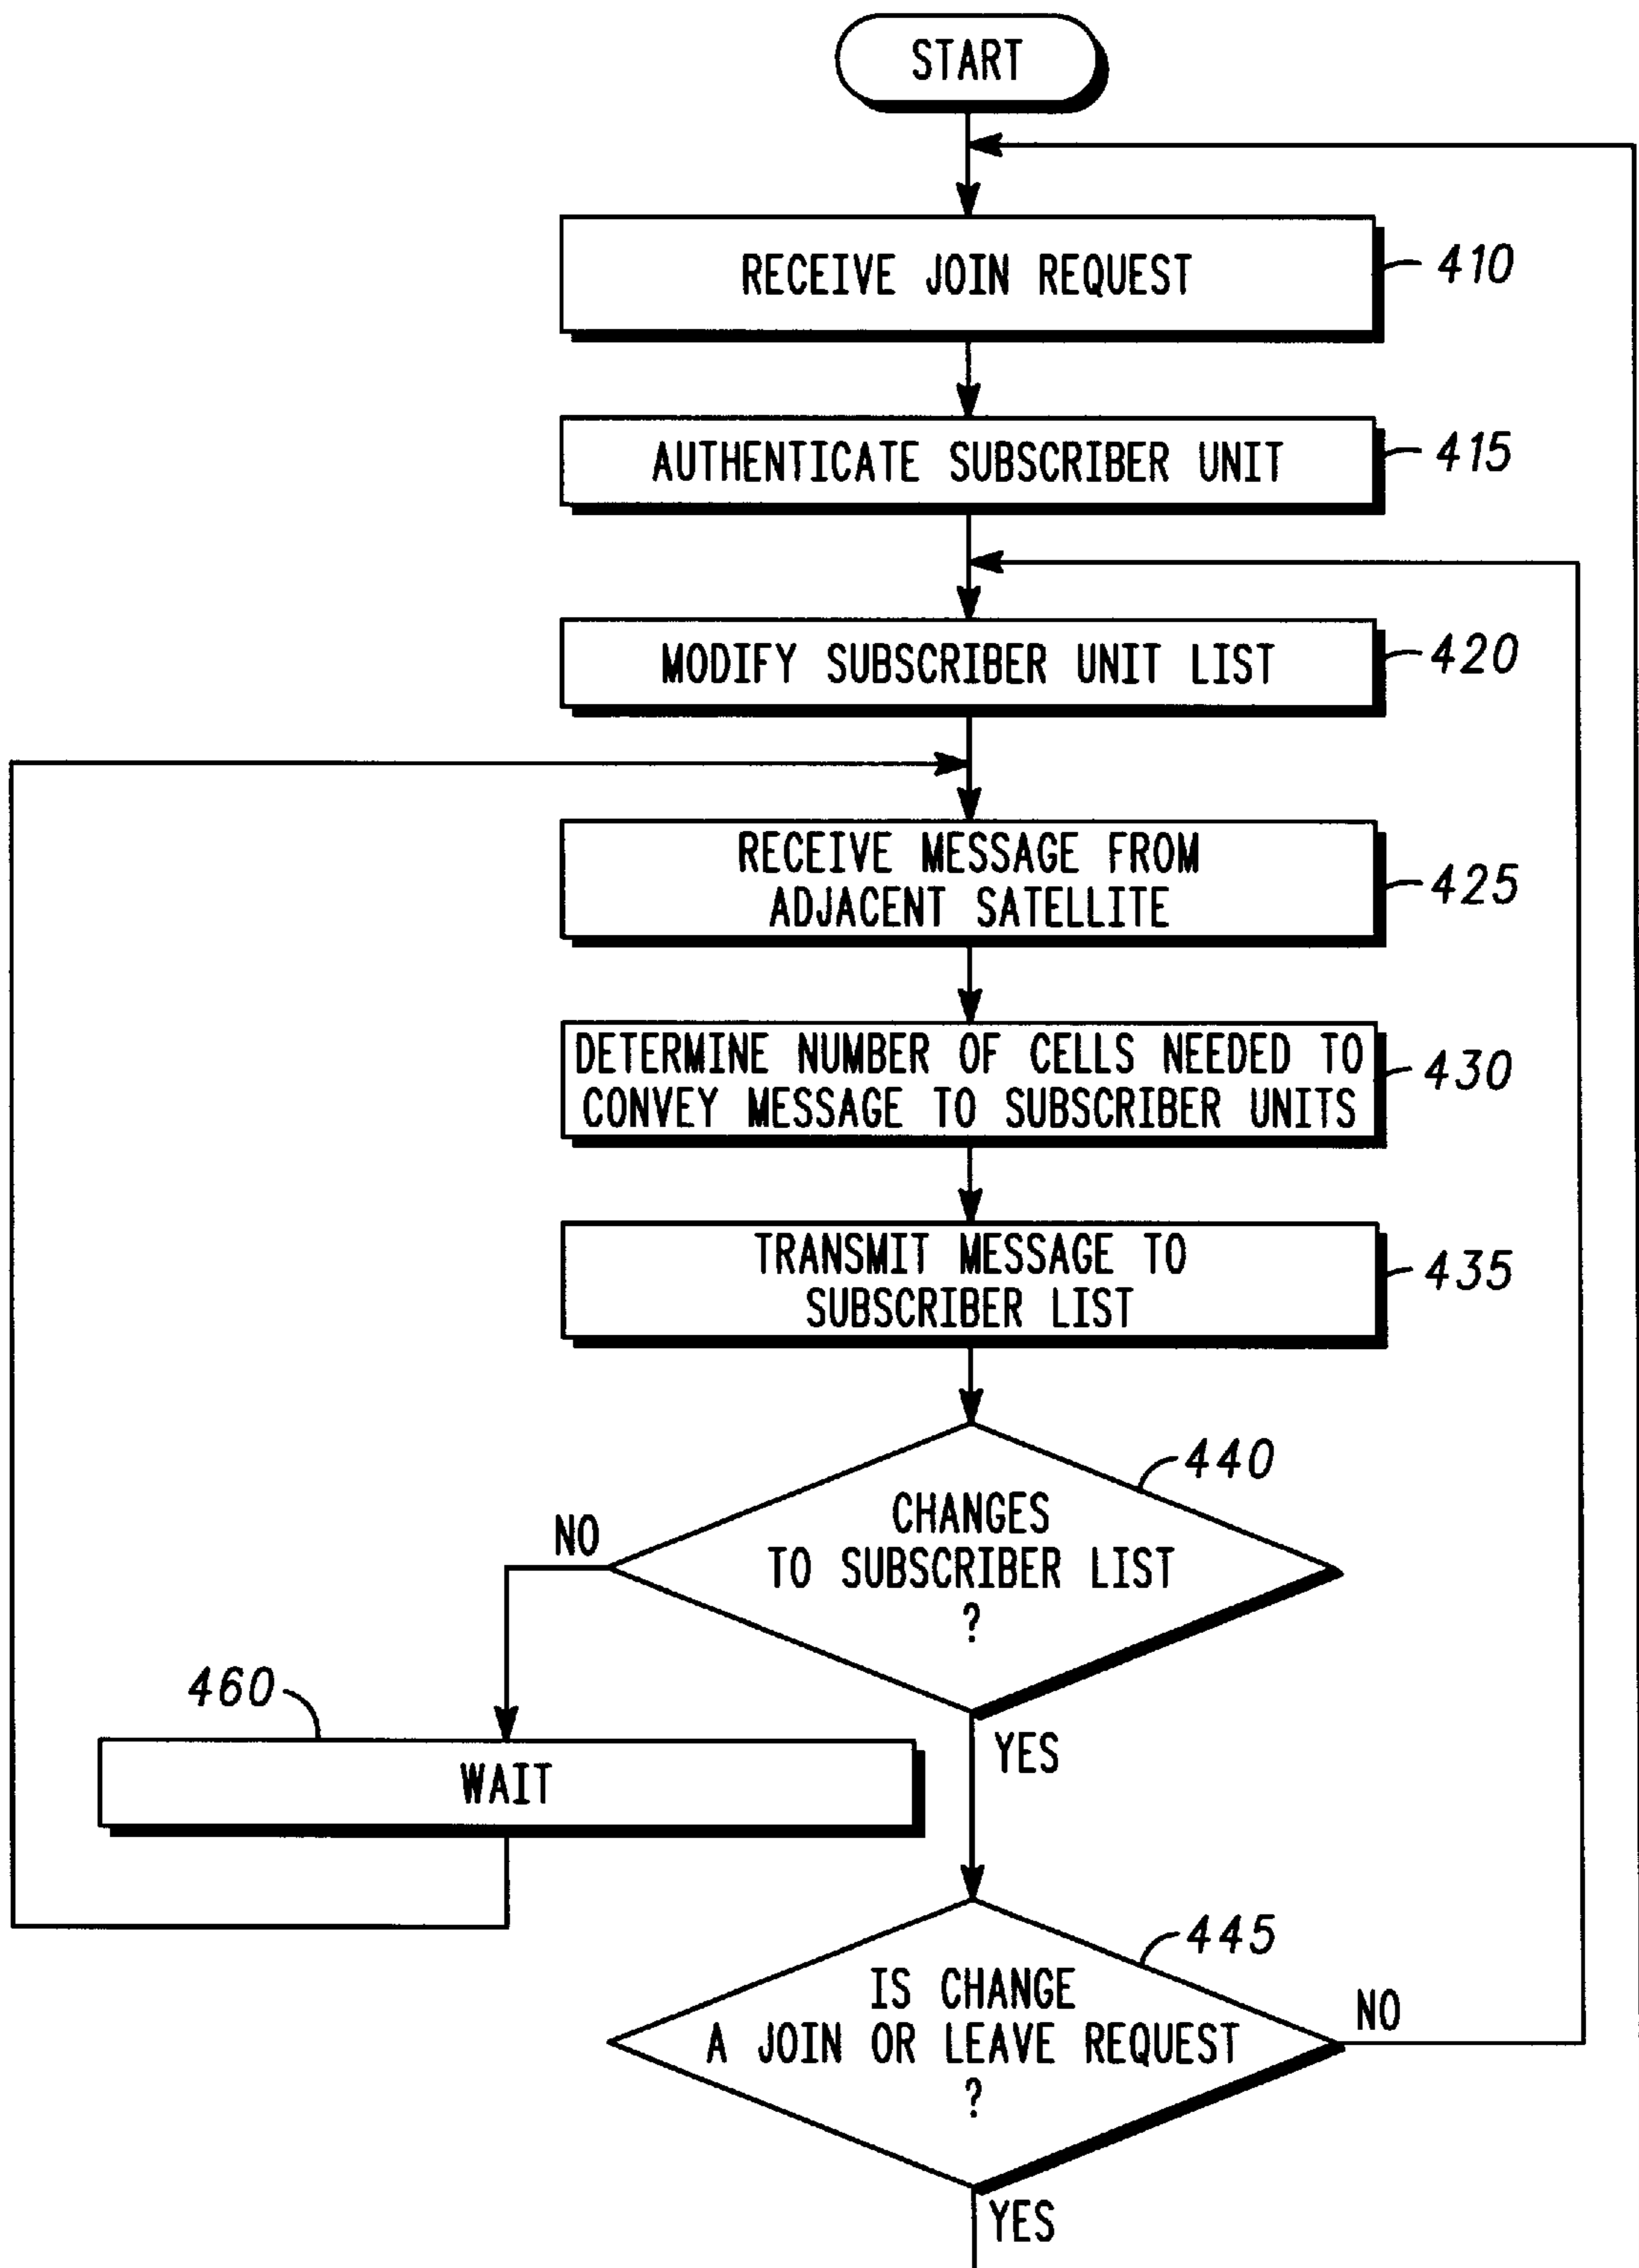 START
RECEIVE JOIN REQUEST
410
AUTHENTICATE SUBSCRIBER UNIT
415
MODIFY SUBSCRIBER UNIT LIST
420
RECEIVE MESSAGE FROM
ADJACENT SATELLITE
425
DETERMINE NUMBER OF CELLS NEEDED TO
CONVEY MESSAGE TO SUBSCRIBER UNITS
430
TRANSMIT MESSAGE TO
SUBSCRIBER LIST
435
440
CHANGES
TO SUBSCRIBER LIST
?
NO
460
WAIT
YES
445
IS CHANGE
A JOIN OR LEAVE REQUEST
?
NO
YES